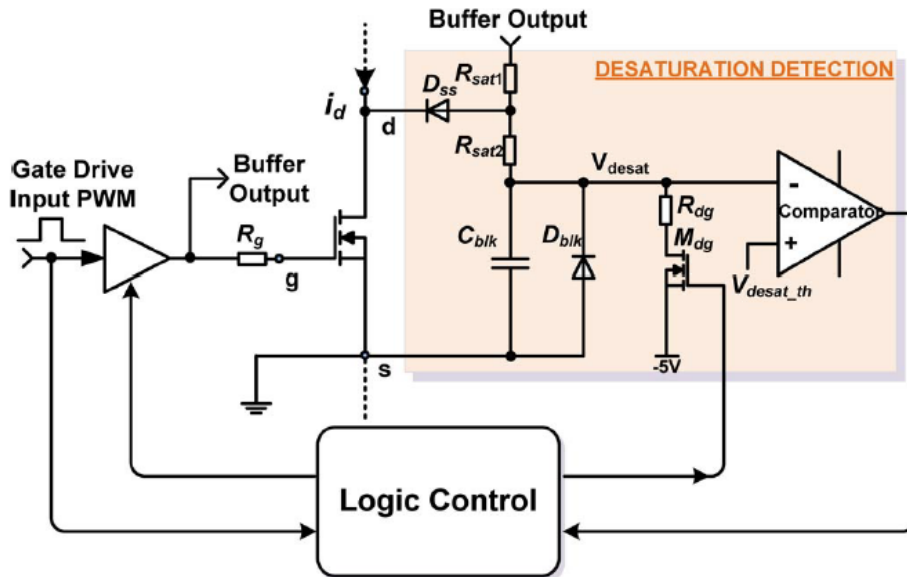 Buffer Output
DESATURATION DETECTION
R_sat1
D_ss
i_d
d
R_sat2
V_desat
Gate Drive
Input PWM
Buffer
Output
R_g
g
C_blk
D_blk
R_dg
M_dg
-
Comparator
+
V_desat_th
-5V
s
Logic Control